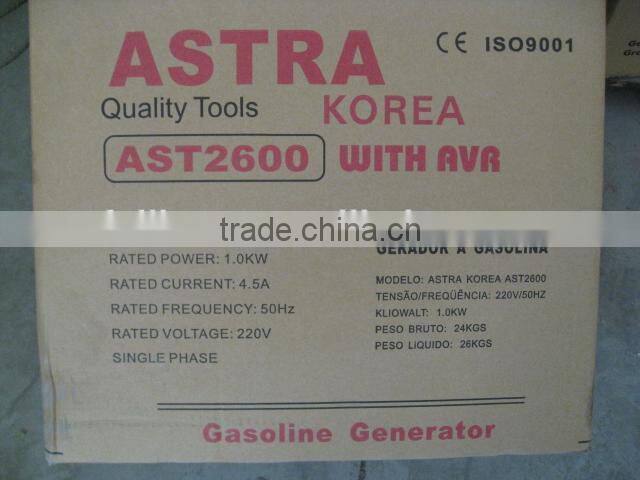 ASTRA
CE ISO9001
Quality Tools
KOREA
AST2600
WITH AVR
trade.china.cn
GERADOR A GASOLINA
RATED POWER: 1.0KW
RATED CURRENT: 4.5A
RATED FREQUENCY: 50Hz
RATED VOLTAGE: 220V
SINGLE PHASE
MODELO: ASTRA KOREA AST2600
TENSÃO/FREQÜÊNCIA: 220V/50HZ
KLIOWALT: 1.0KW
PESO BRUTO: 24KGS
PESO LIQUIDO: 26KGS
Gasoline Generator